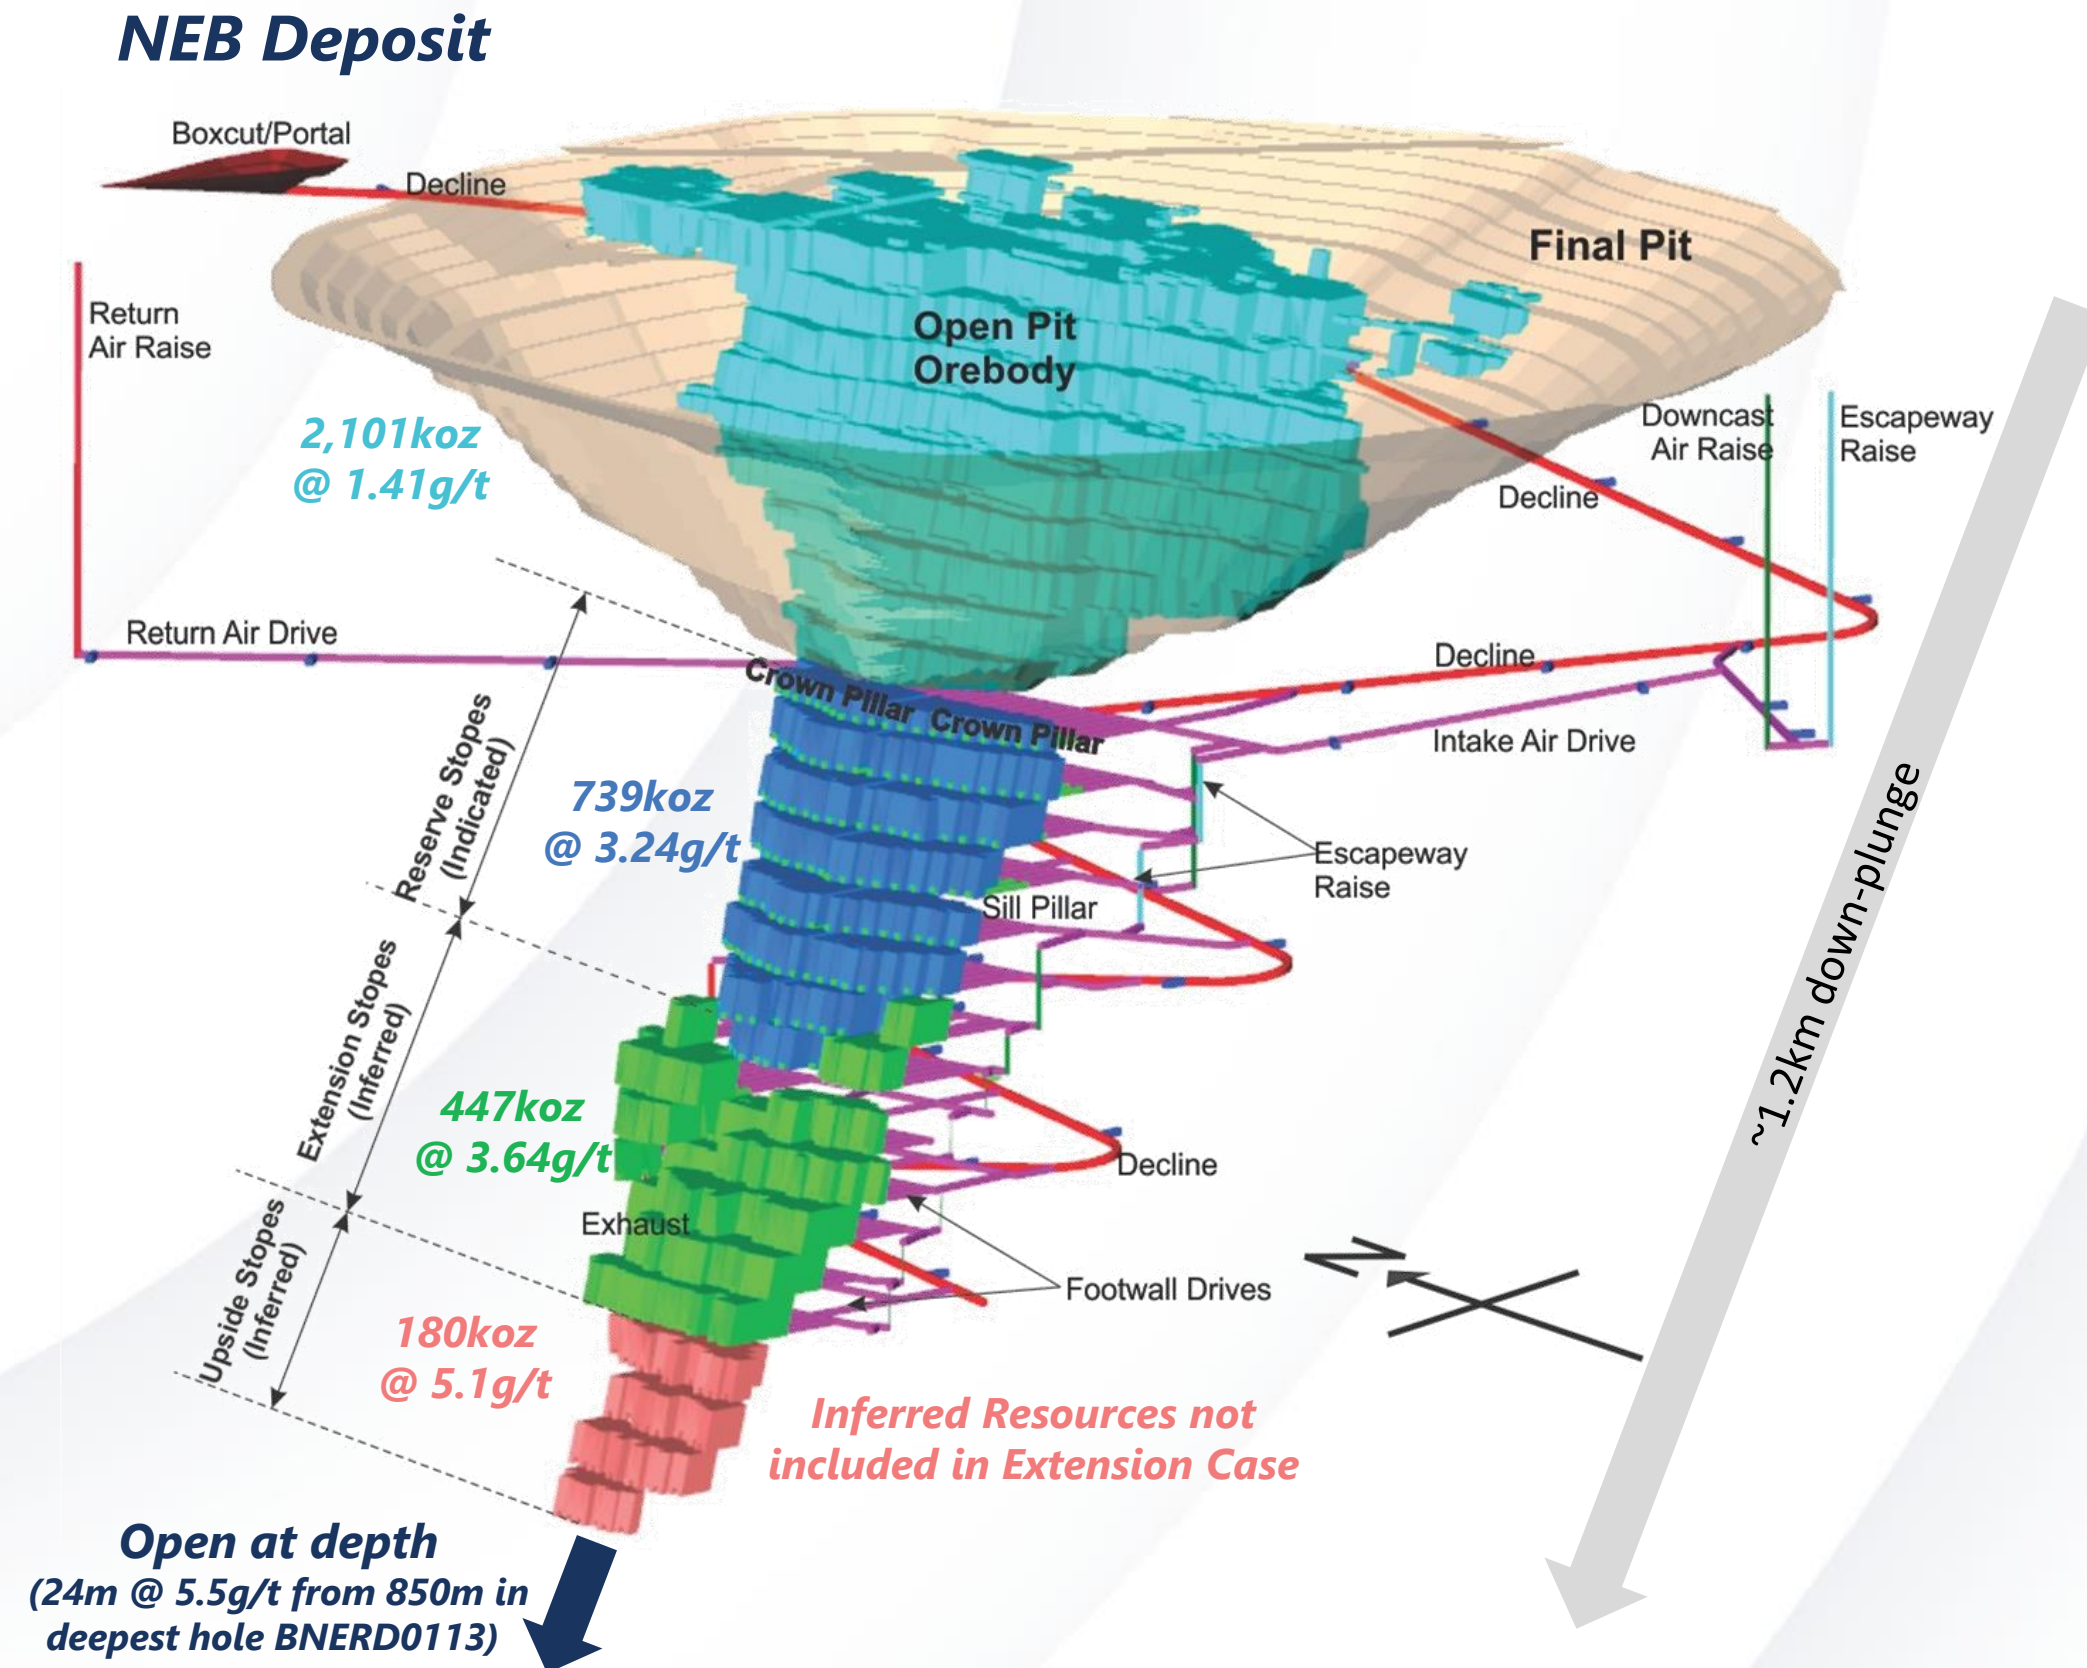 NEB Deposit
Boxcut/Portal
Decline
Return
Air Raise
Final Pit
Open Pit
Orebody
2,101koz
@ 1.41g/t
Downcast
Air Raise
Escapeway
Raise
Decline
Return Air Drive
Decline
Crown Pillar
Crown Pillar
Intake Air Drive
Reserve Stopes
(Indicated)
739koz
@ 3.24g/t
Escapeway
Raise
Sill Pillar
~1.2km down-plunge
Extension Stopes
(Inferred)
447koz
@ 3.64g/t
Decline
Exhaust
Footwall Drives
N
Upside Stopes
(Inferred)
180koz
@ 5.1g/t
Inferred Resources not
included in Extension Case
Open at depth
(24m @ 5.5g/t from 850m in
deepest hole BNERD0113)